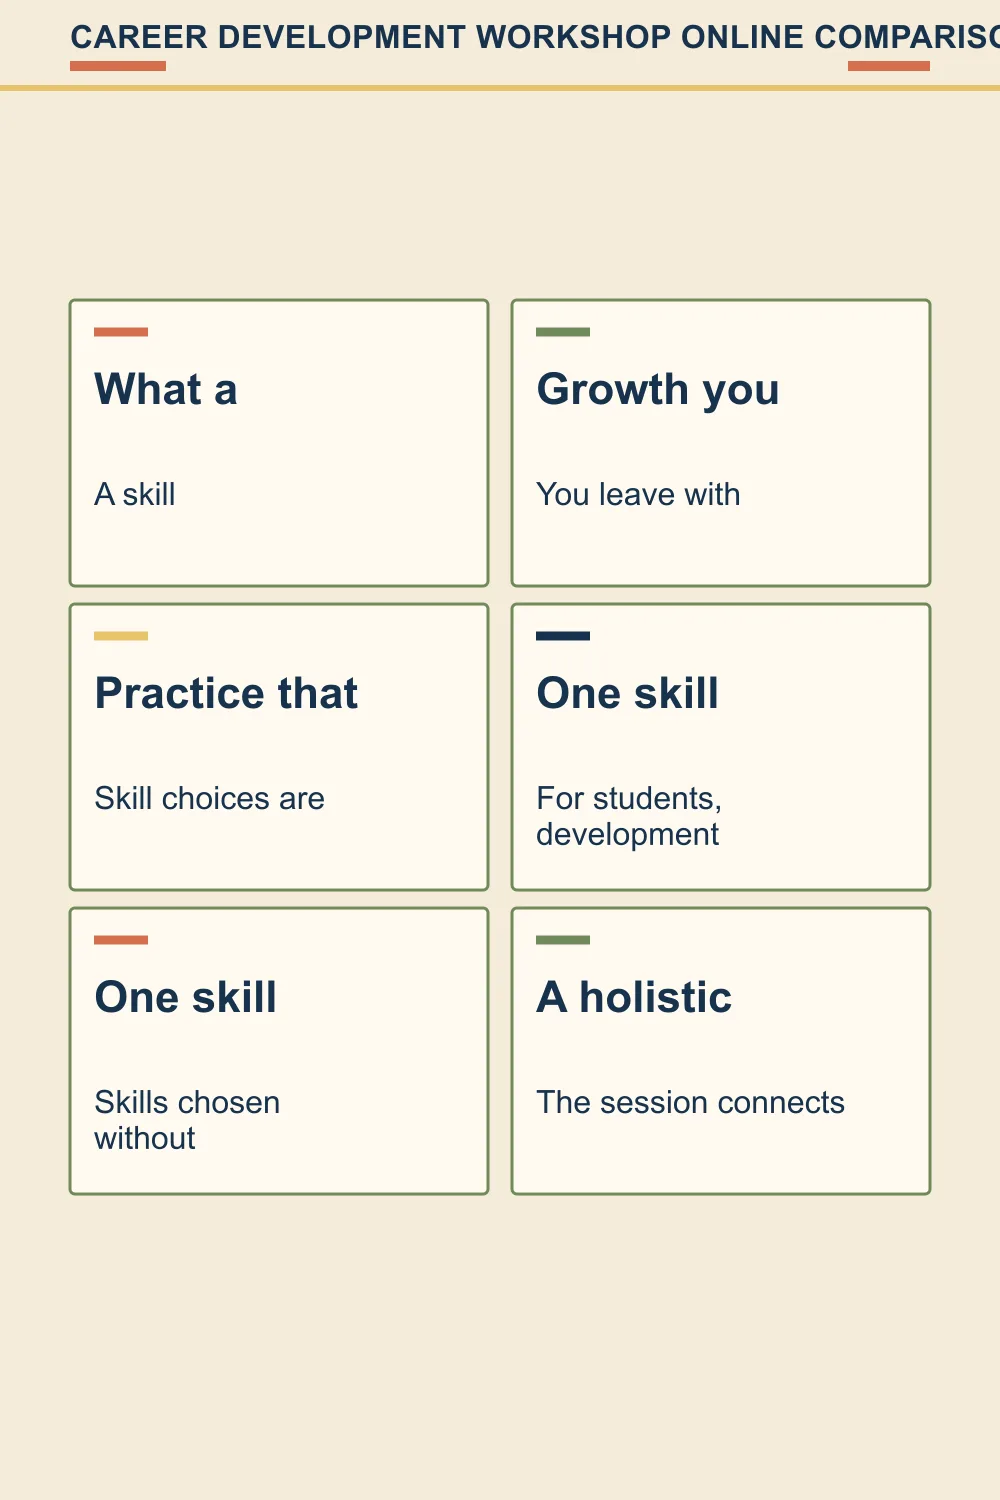 CAREER DEVELOPMENT WORKSHOP ONLINE COMPARISO
What a
A skill
Growth you
You leave with
Practice that
Skill choices are
One skill
For students,
development
One skill
Skills chosen
without
A holistic
The session connects